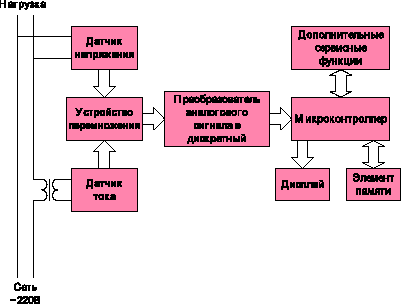 Нагрузка
Датчик
напряжения
Дополнительные
сервисные
функции
Устройство
перемножения
Преобразователь
аналогового
сигнала в
дискретный
Микроконтроллер
Датчик
тока
Дисплей
Элемент
памяти
Сеть
~220В